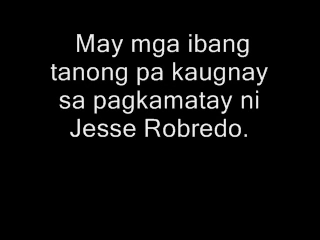 May mga ibang
tanong pa kaugnay
sa pagkamatay ni
Jesse Robredo.